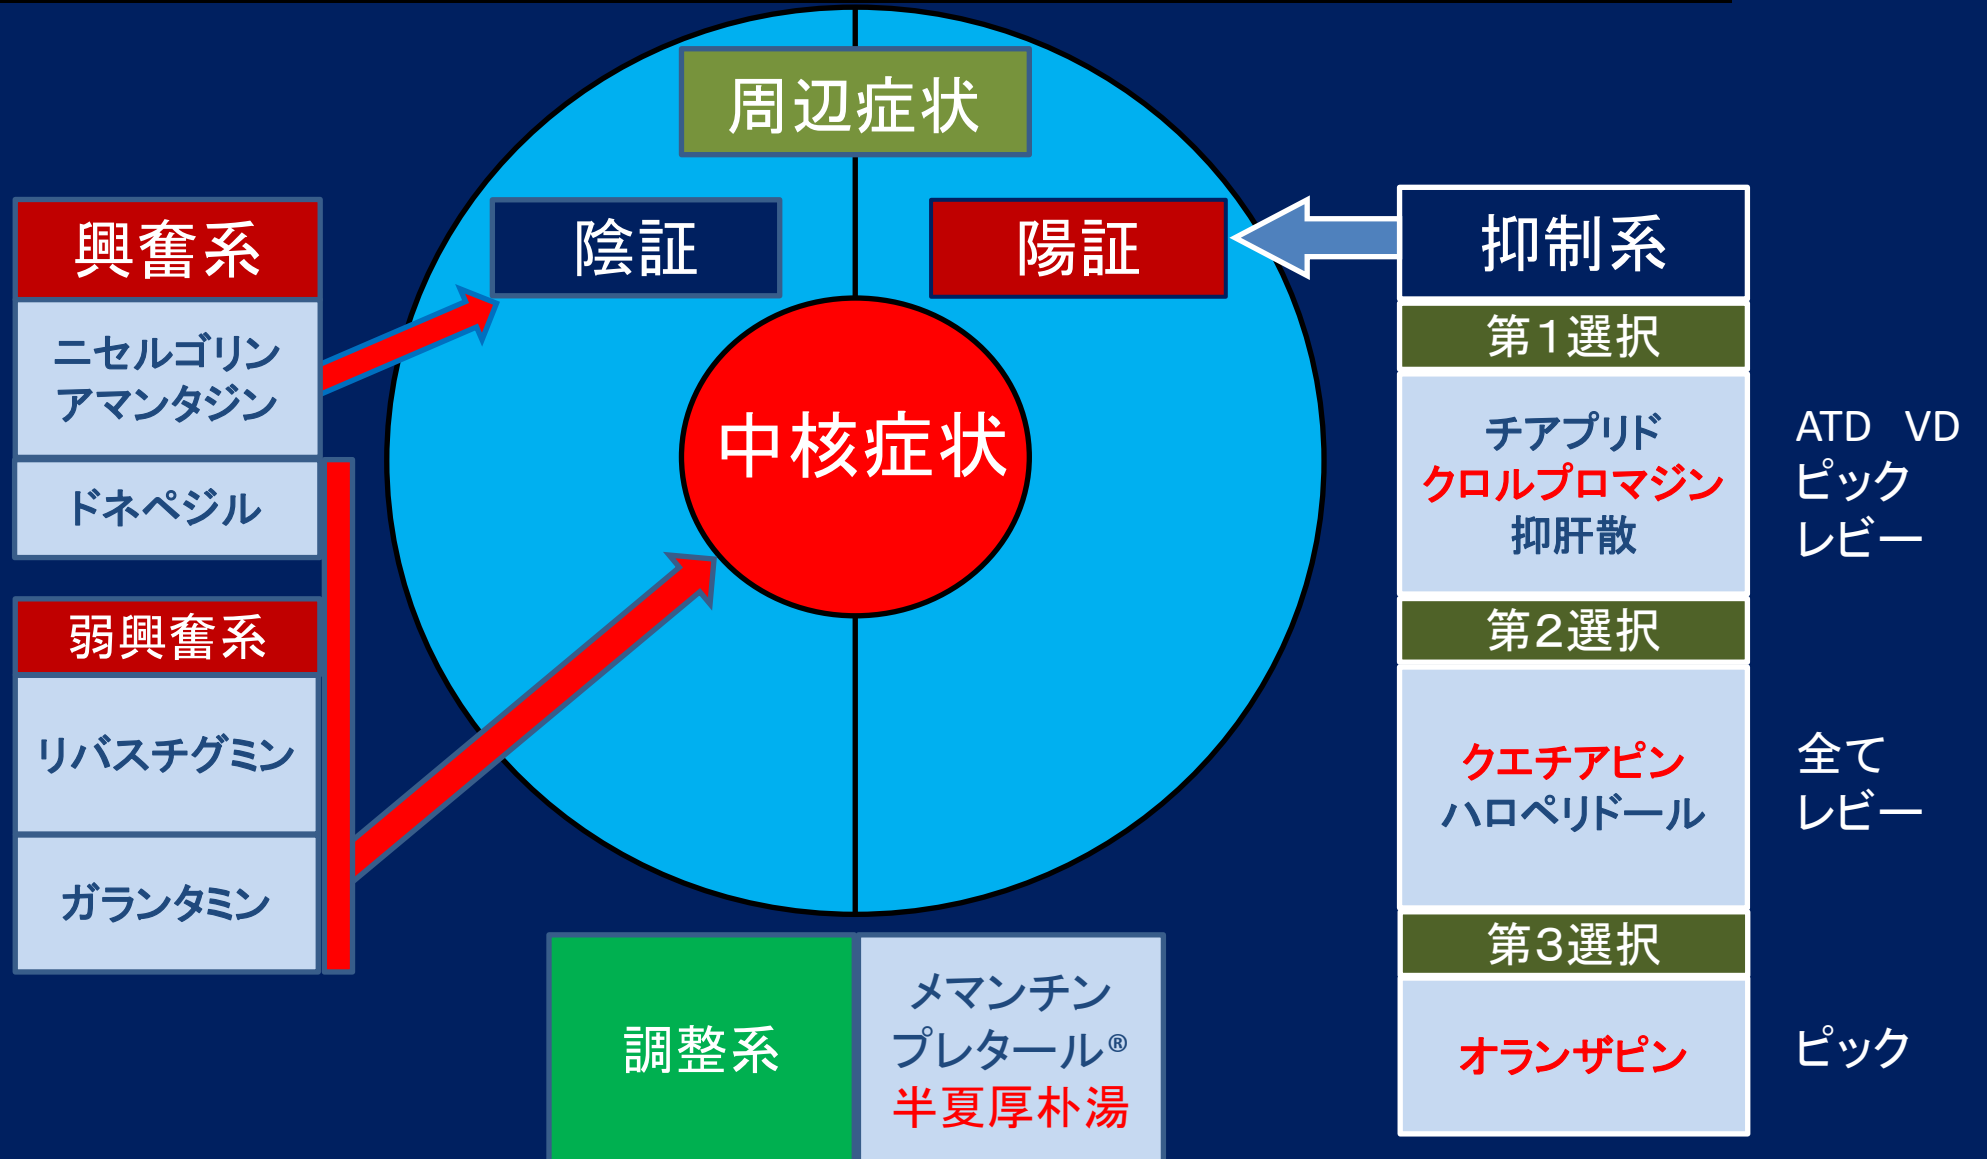 周辺症状
陰証
陽証
中核症状
興奮系
ニセルゴリン
アマンタジン
ドネペジル
弱興奮系
リバスチグミン
ガランタミン
調整系
メマンチン
プレタール®
半夏厚朴湯
抑制系
第1選択
チアプリド
クロルプロマジン
抑肝散
ATD VD
ピック
レビー
第2選択
クエチアピン
ハロペリドール
全て
レビー
第3選択
オランザピン
ピック